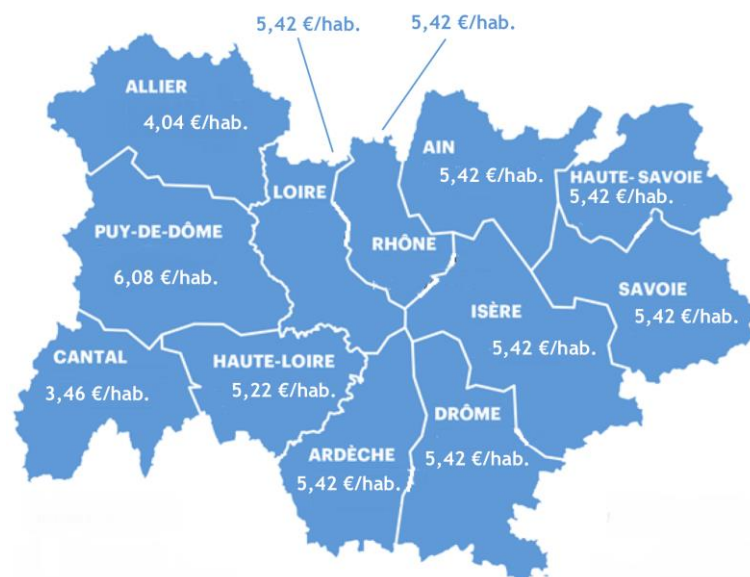 5,42 €/hab.
5,42 €/hab.
ALLIER
4,04 €/hab.
AIN
5,42 €/hab.
HAUTE-SAVOIE
5,42 €/hab.
LOIRE
PUY-DE-DÔME
6,08 €/hab.
RHÔNE
SAVOIE
5,42 €/hab.
ISÈRE
5,42 €/hab.
CANTAL
3,46 €/hab.
HAUTE-LOIRE
5,22 €/hab.
DRÔME
5,42 €/hab.
ARDÈCHE
5,42 €/hab.